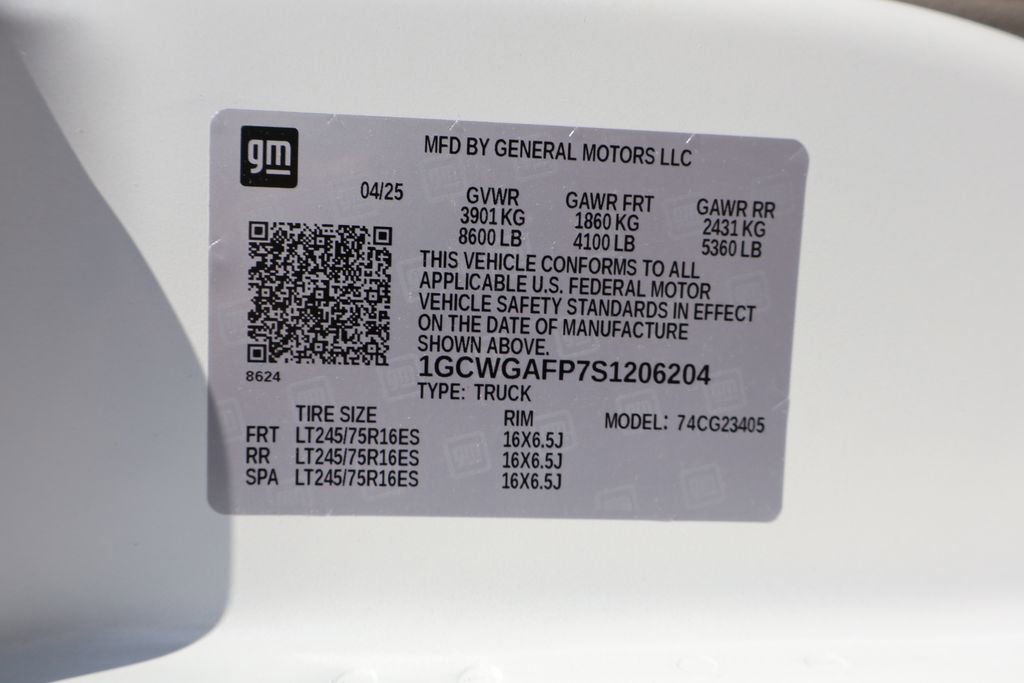 gm
MFD BY GENERAL MOTORS LLC
04/25 GVWR GAWR FRT GAWR RR
3901 KG 1860 KG 2431 KG
8600 LB 4100 LB 5360 LB
THIS VEHICLE CONFORMS TO ALL
APPLICABLE U.S. FEDERAL MOTOR
VEHICLE SAFETY STANDARDS IN EFFECT
ON THE DATE OF MANUFACTURE
SHOWN ABOVE.
8624
1GCWGAFP7S1206204
TYPE: TRUCK
TIRE SIZE RIM MODEL: 74CG23405
FRT LT245/75R16ES 16X6.5J
RR LT245/75R16ES 16X6.5J
SPA LT245/75R16ES 16X6.5J